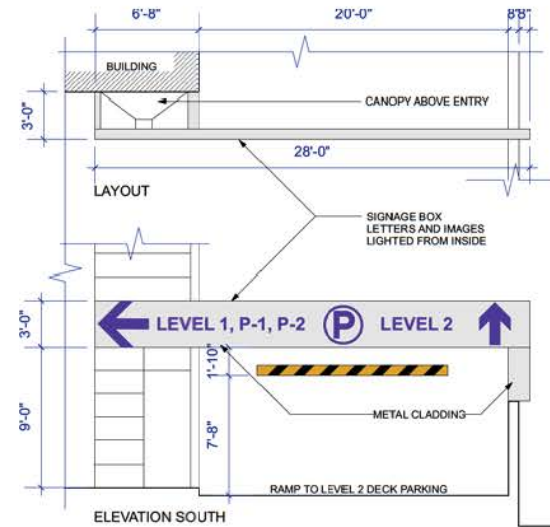 6'-8"
20'-0"
8"8"
BUILDING
3'-0"
CANOPY ABOVE ENTRY
28'-0"
LAYOUT
SIGNAGE BOX
LETTERS AND IMAGES
LIGHTED FROM INSIDE
3'-0"
LEVEL 1, P-1, P-2 P LEVEL 2
1'-10"
9'-0"
7'-8"
METAL CLADDING
RAMP TO LEVEL 2 DECK PARKING
ELEVATION SOUTH